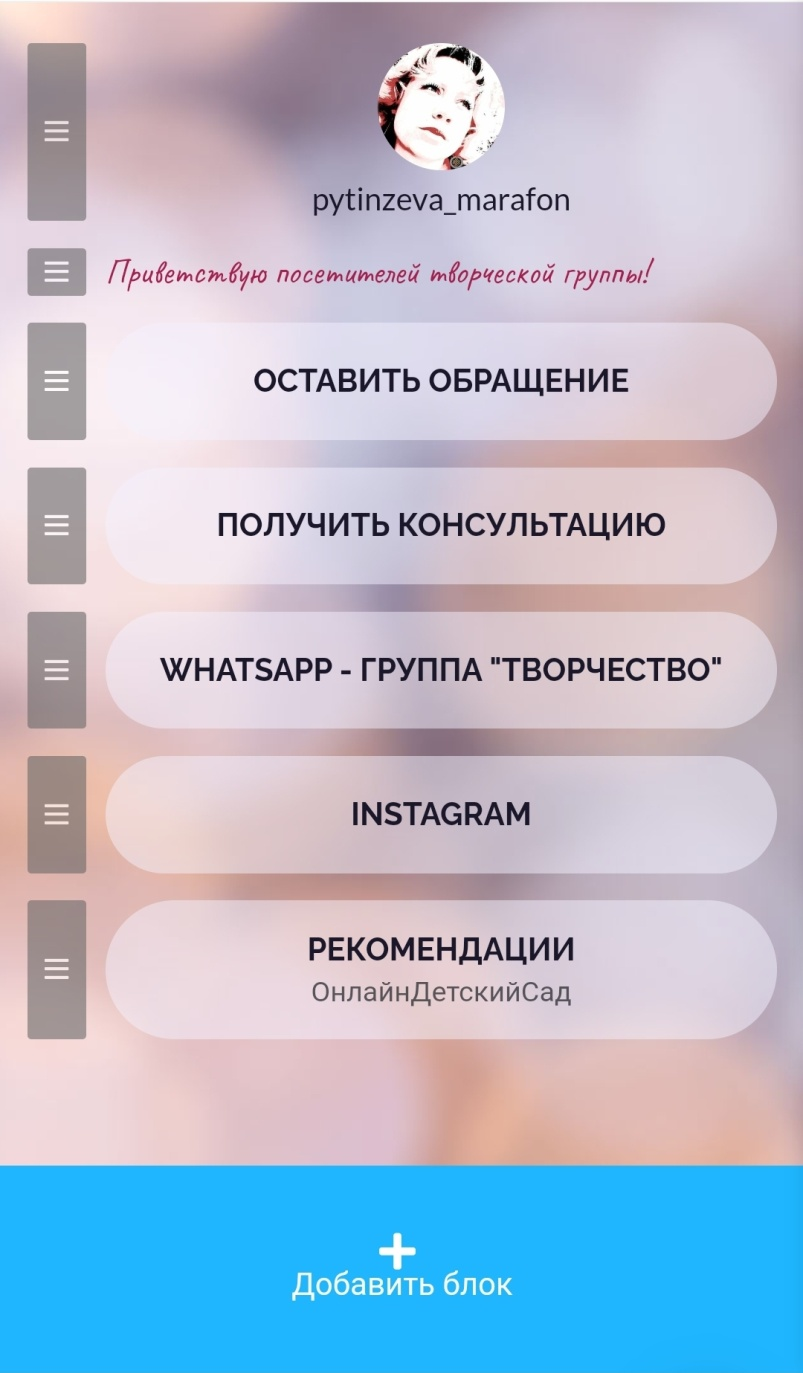 pytinzeva_marafon
Приветствую посетителей творческой группы!
ОСТАВИТЬ ОБРАЩЕНИЕ
ПОЛУЧИТЬ КОНСУЛЬТАЦИЮ
WHATSAPP - ГРУППА "ТВОРЧЕСТВО"
INSTAGRAM
РЕКОМЕНДАЦИИ
ОнлайнДетскийСад
Добавить блок